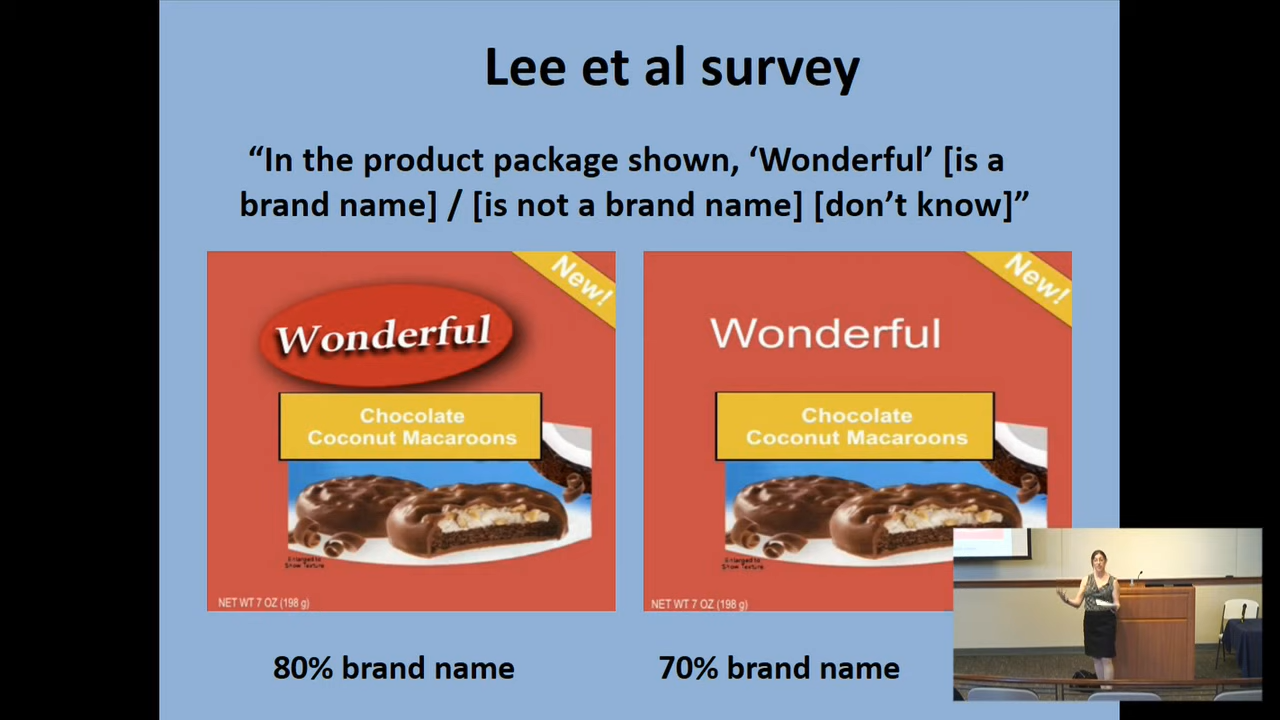 Lee et al survey
“In the product package shown, ‘Wonderful’ [is a
brand name] / [is not a brand name] [don’t know]”
New!
Wonderful
Chocolate
Coconut Macaroons
Enlarged to
Show Texture
NET WT 7 OZ (198 g)
New!
Wonderful
Chocolate
Coconut Macaroons
Enlarged to
Show Texture
NET WT 7 OZ (198 g)
80% brand name
70% brand name